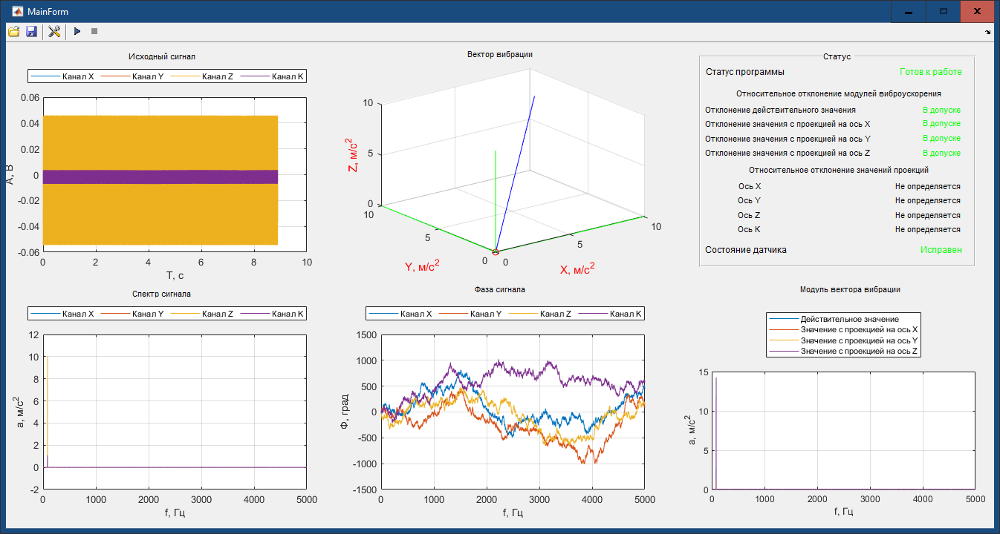 MainForm
Исходный сигнал
Канал X Канал Y Канал Z Канал K
0.06
0.04
0.02
0
-0.02
-0.04
-0.06
A, В
0 2 4 6 8 10
T, с
Вектор вибрации
10
5
0
Z, м/с2
10
5
0
Y, м/с2
0
5
10
X, м/с2
Статус
Статус программы Готов к работе
Относительное отклонение модулей виброускорения
Отклонение действительного значения В допуске
Отклонение значения с проекцией на ось X В допуске
Отклонение значения с проекцией на ось Y В допуске
Отклонение значения с проекцией на ось Z В допуске
Относительное отклонение значений проекций
Ось X Не определяется
Ось Y Не определяется
Ось Z Не определяется
Ось K Не определяется
Состояние датчика Исправен
Спектр сигнала
Канал X Канал Y Канал Z Канал K
12
10
8
6
4
2
0
-2
a, м/с2
0 1000 2000 3000 4000 5000
f, Гц
Фаза сигнала
Канал X Канал Y Канал Z Канал K
1500
1000
500
0
-500
-1000
-1500
Ф, град
0 1000 2000 3000 4000 5000
f, Гц
Модуль вектора вибрации
Действительное значение
Значение с проекцией на ось X
Значение с проекцией на ось Y
Значение с проекцией на ось Z
15
10
5
0
a, м/с2
0 1000 2000 3000 4000 5000
f, Гц